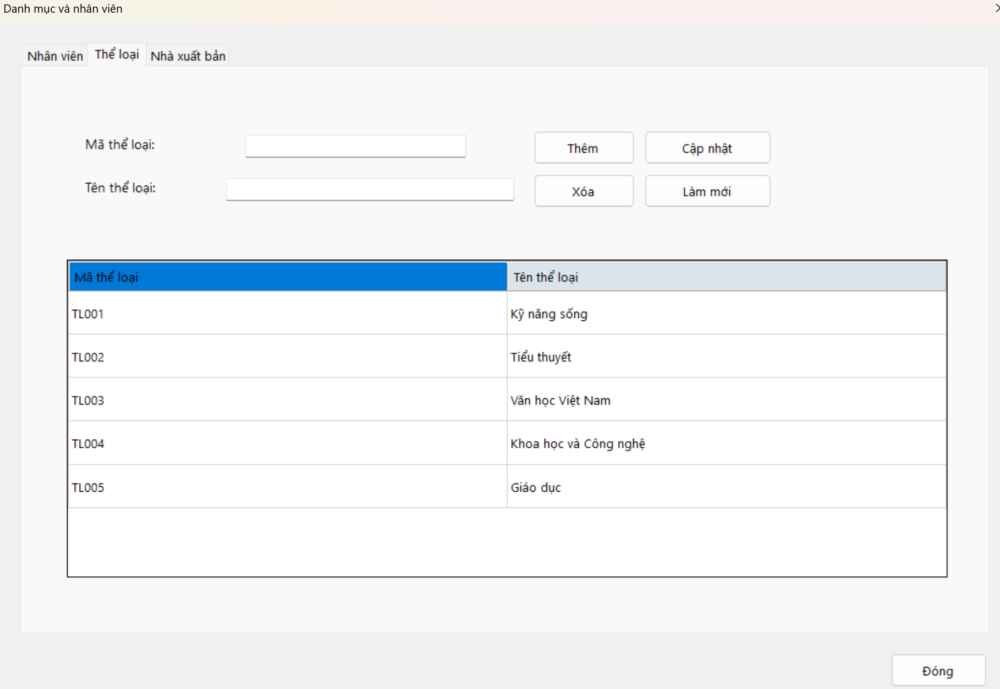 Danh mục và nhân viên
Nhân viên Thể loại Nhà xuất bản
Mã thể loại: Thêm Cập nhật
Tên thể loại: Xóa Làm mới
Mã thể loại Tên thể loại
TL001 Kỹ năng sống
TL002 Tiểu thuyết
TL003 Văn học Việt Nam
TL004 Khoa học và Công nghệ
TL005 Giáo dục
Đóng